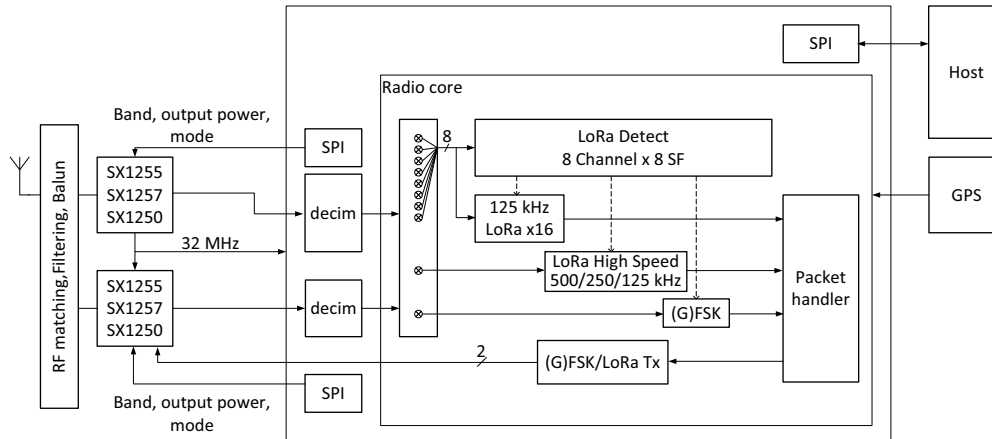 SPI
Host
Radio core
Band, output power,
mode
SPI
8
LoRa Detect
8 Channel x 8 SF
RF matching,Filtering, Balun
SX1255
SX1257
SX1250
decim
125 kHz
LoRa x16
GPS
32 MHz
LoRa High Speed
500/250/125 kHz
Packet
handler
SX1255
SX1257
SX1250
decim
(G)FSK
2
(G)FSK/LoRa Tx
SPI
Band, output power,
mode